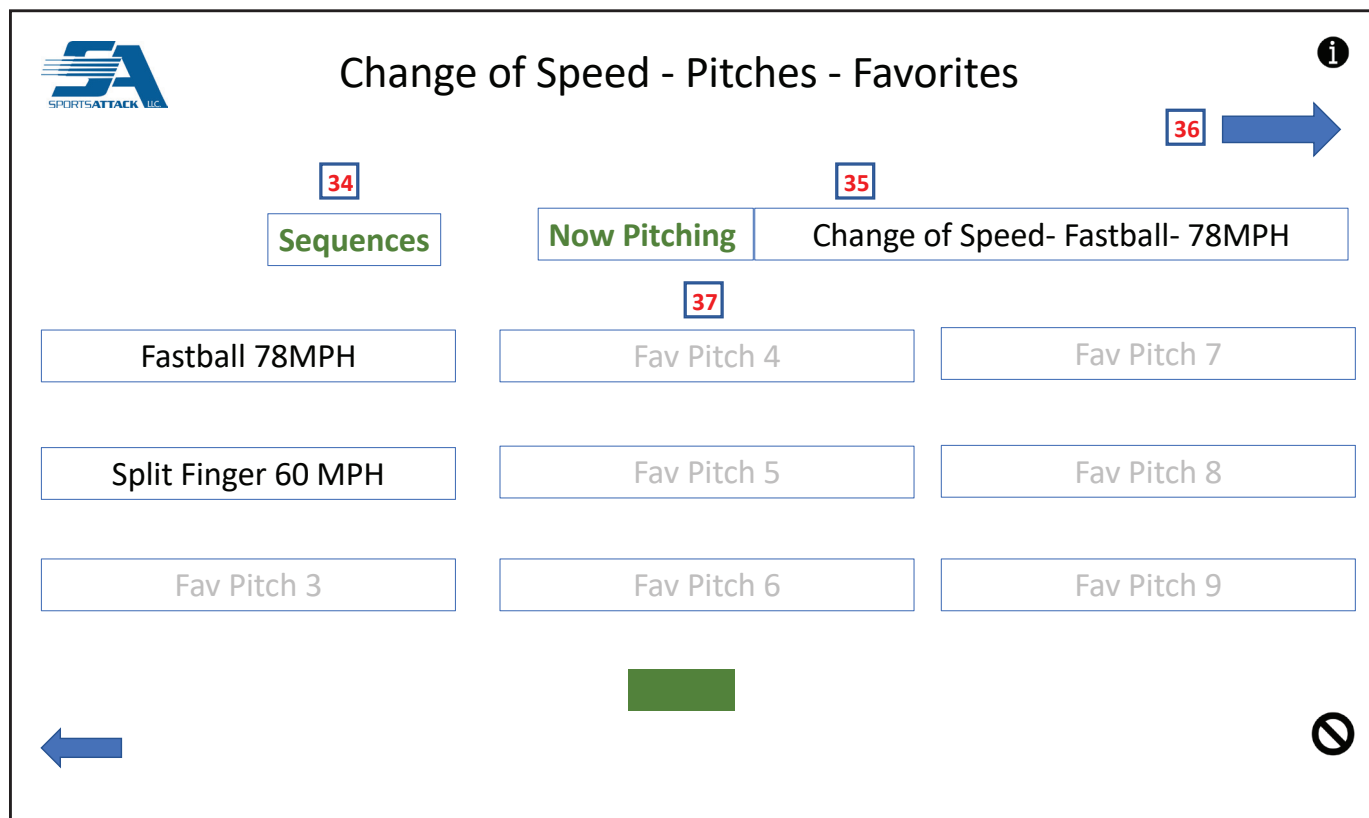 SA
SPORTSATTACK LLC.
Change of Speed - Pitches - Favorites
i
36
34
35
Sequences
Now Pitching
Change of Speed- Fastball- 78MPH
37
Fastball 78MPH
Fav Pitch 4
Fav Pitch 7
Split Finger 60 MPH
Fav Pitch 5
Fav Pitch 8
Fav Pitch 3
Fav Pitch 6
Fav Pitch 9